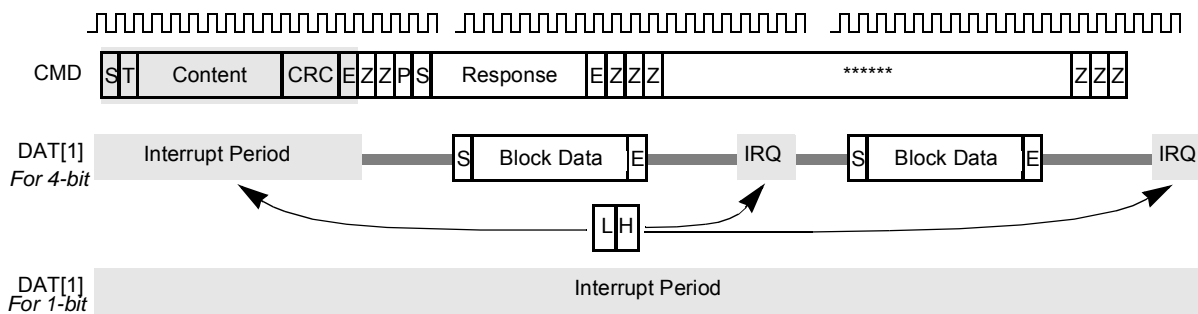 CMD S T Content CRC E Z Z P S Response E Z Z Z ****** Z Z Z
DAT[1] Interrupt Period S Block Data E IRQ S Block Data E IRQ
For 4-bit
L H
DAT[1] Interrupt Period
For 1-bit